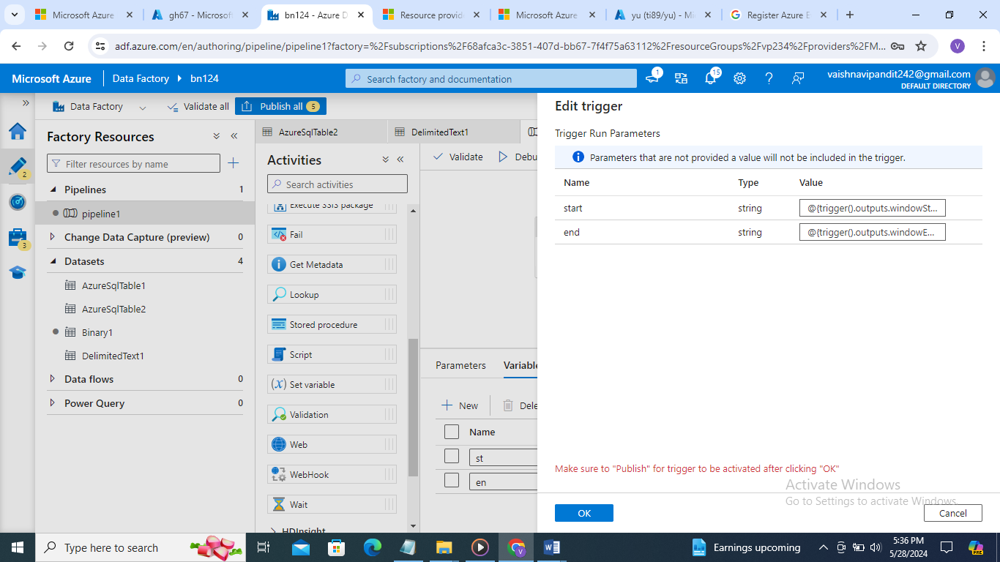 Microsoft Azure
gh67 - Microsoft
bn124 - Azure D
Resource provid
Microsoft Azure
yu (ti89/yu) - Mi
Register Azure E
adf.azure.com/en/authoring/pipeline/pipeline1?factory=%2Fsubscriptions%2F68afca3c-3851-407d-bb67-7f4f75a63112%2FresourceGroups%2Fvp234%2Fproviders%2FM...
V
Microsoft Azure
Data Factory
bn124
Search factory and documentation
1
15
vaishnavipandit242@gmail.com
DEFAULT DIRECTORY
Data Factory
Validate all
Publish all
5
Factory Resources
Filter resources by name
2
3
Pipelines 1
pipeline1
Change Data Capture (preview) 0
Datasets 4
AzureSqlTable1
AzureSqlTable2
Binary1
DelimitedText1
Data flows 0
Power Query 0
AzureSqlTable2
DelimitedText1
Activities
Search activities
Execute SSIS package
Fail
Get Metadata
Lookup
Stored procedure
Script
Set variable
Validation
Web
WebHook
Wait
HDInsight
Validate
Debu
Parameters
Variable
New
Dele
Name
st
en
Edit trigger
Trigger Run Parameters
Parameters that are not provided a value will not be included in the trigger.
Name Type Value
start string @{trigger().outputs.windowSt...
end string @{trigger().outputs.windowE...
Make sure to "Publish" for trigger to be activated after clicking "OK"
Activate Windows
Go to Settings to activate Windows.
OK
Cancel
Type here to search
Earnings upcoming
5:36 PM
5/28/2024
PRE